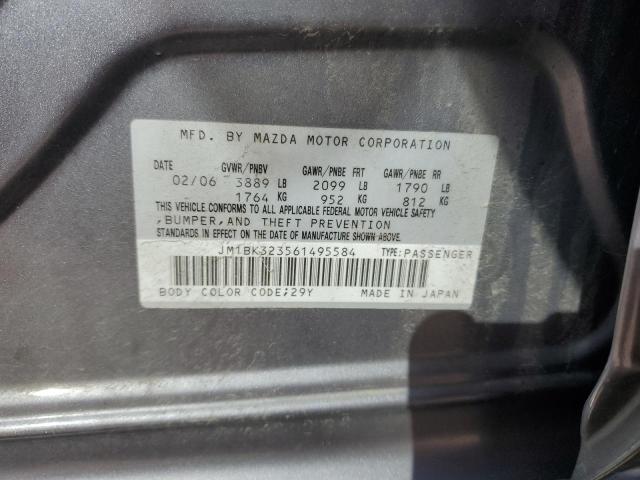 MFD. BY MAZDA MOTOR CORPORATION
DATE GVWR/PNBV GAWR/PNBE FRT GAWR/PNBE RR
02/06 3889 LB 2099 LB 1790 LB
1764 KG 952 KG 812 KG
THIS VEHICLE CONFORMS TO ALL APPLICABLE FEDERAL MOTOR VEHICLE SAFETY
,BUMPER,AND THEFT PREVENTION
STANDARDS IN EFFECT ON THE DATE OF MANUFACTURE SHOWN ABOVE.
JM1BK323561495584 TYPE:PASSENGER
BODY COLOR CODE;29Y MADE IN JAPAN